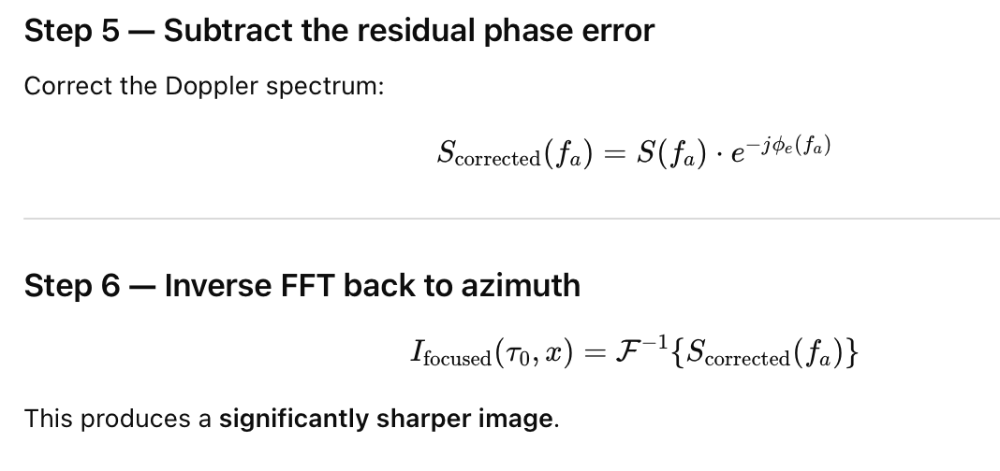 Step 5 — Subtract the residual phase error
Correct the Doppler spectrum:
$S_{\text{corrected}}(f_a) = S(f_a) \cdot e^{-j\phi_e(f_a)}$
Step 6 — Inverse FFT back to azimuth
$I_{\text{focused}}(\tau_0, x) = \mathcal{F}^{-1}\{S_{\text{corrected}}(f_a)\}$
This produces a significantly sharper image.